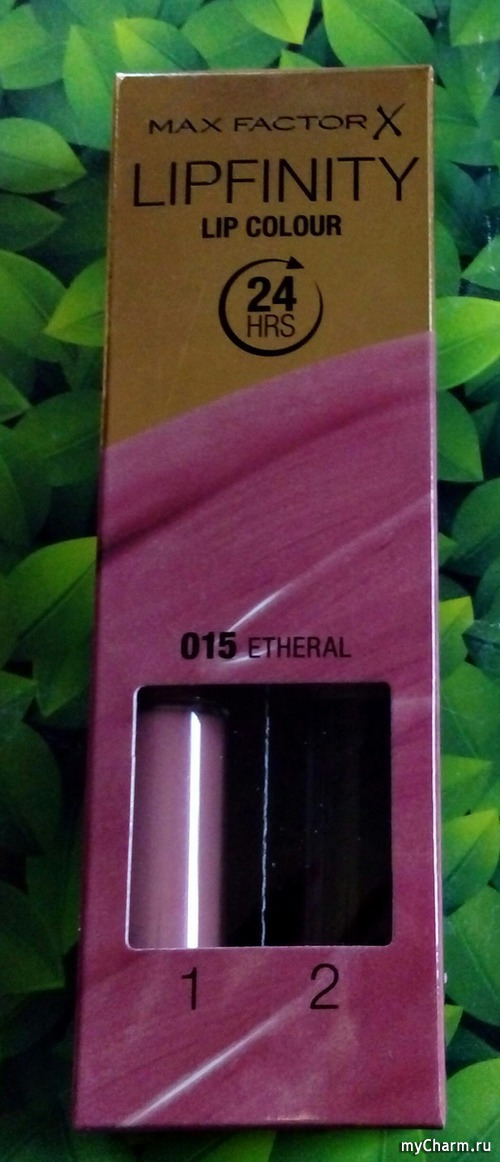 MAX FACTOR X
LIPFINITY
LIP COLOUR
24
HRS
015 ETHERAL
1 2
myCharm.ru